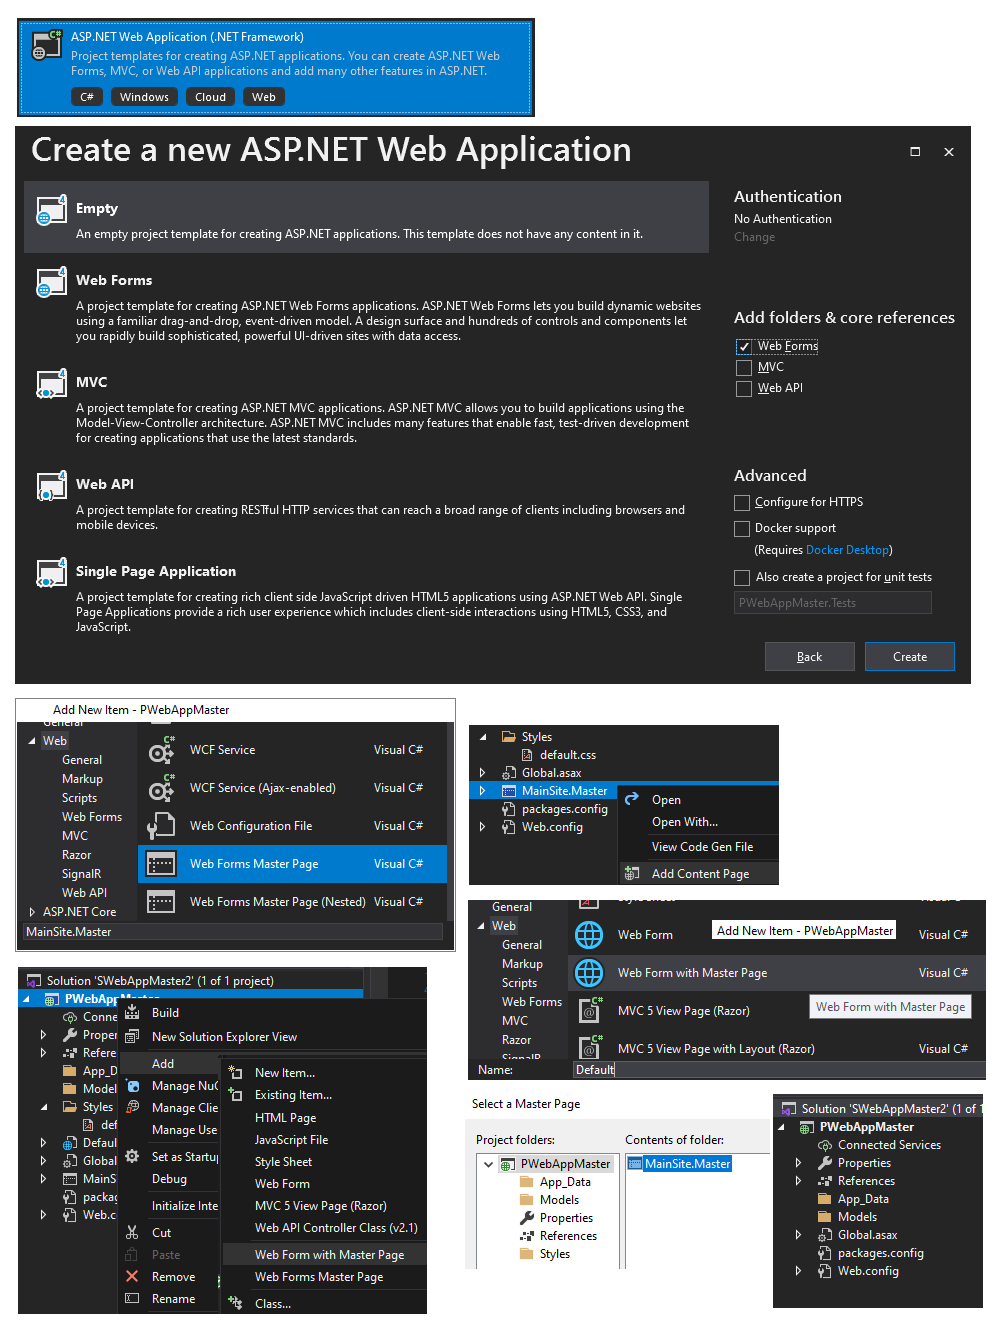 ASP.NET Web Application (.NET Framework)
Project templates for creating ASP.NET applications. You can create ASP.NET Web
Forms, MVC, or Web API applications and add many other features in ASP.NET.
C# Windows Cloud Web
Create a new ASP.NET Web Application
Empty
An empty project template for creating ASP.NET applications. This template does not have any content in it.
Web Forms
A project template for creating ASP.NET Web Forms applications. ASP.NET Web Forms lets you build dynamic websites
using a familiar drag-and-drop, event-driven model. A design surface and hundreds of controls and components let
you rapidly build sophisticated, powerful UI-driven sites with data access.
MVC
A project template for creating ASP.NET MVC applications. ASP.NET MVC allows you to build applications using the
Model-View-Controller architecture. ASP.NET MVC includes many features that enable fast, test-driven development
for creating applications that use the latest standards.
Web API
A project template for creating RESTful HTTP services that can reach a broad range of clients including browsers and
mobile devices.
Single Page Application
A project template for creating rich client side JavaScript driven HTML5 applications using ASP.NET Web API. Single
Page Applications provide a rich user experience which includes client-side interactions using HTML5, CSS3, and
JavaScript.
Authentication
No Authentication
Change
Add folders & core references
Web Forms
MVC
Web API
Advanced
Configure for HTTPS
Docker support
(Requires Docker Desktop)
Also create a project for unit tests
PWebAppMaster.Tests
Back Create
Add New Item - PWebAppMaster
General
Web
General
Markup
Scripts
Web Forms
MVC
Razor
SignalR
Web API
ASP.NET Core
WCF Service Visual C#
WCF Service (Ajax-enabled) Visual C#
Web Configuration File Visual C#
Web Forms Master Page Visual C#
Web Forms Master Page (Nested) Visual C#
MainSite.Master
Styles
default.css
Global.asax
MainSite.Master
packages.config
Web.config
Open
Open With...
View Code Gen File
Add Content Page
General
Web
General
Markup
Scripts
Web Forms
MVC
Razor
SignalR
Style Sheet Visual C#
Web Form Visual C#
Add New Item - PWebAppMaster
Web Form with Master Page Visual C#
Web Form with Master Page
MVC 5 View Page (Razor)
MVC 5 View Page with Layout (Razor) Visual C#
Name: Default
Solution 'SWebAppMaster2' (1 of 1 project)
PWebAppMaster
Conne
Proper
Refere
App_D
Model
Styles
def
Defaul
Global
MainS
packa
Web.c
Build
New Solution Explorer View
Add
Manage NuG
Manage Clie
Manage Use
Set as Startu
Debug
Initialize Inte
Cut
Paste
Remove
Rename
New Item...
Existing Item...
HTML Page
JavaScript File
Style Sheet
Web Form
MVC 5 View Page (Razor)
Web API Controller Class (v2.1)
Web Form with Master Page
Web Forms Master Page
Class...
Select a Master Page
Project folders:
PWebAppMaster
App_Data
Models
Properties
References
Styles
Contents of folder:
MainSite.Master
Solution 'SWebAppMaster2' (1 of 1
PWebAppMaster
Connected Services
Properties
References
App_Data
Models
Global.asax
packages.config
Web.config